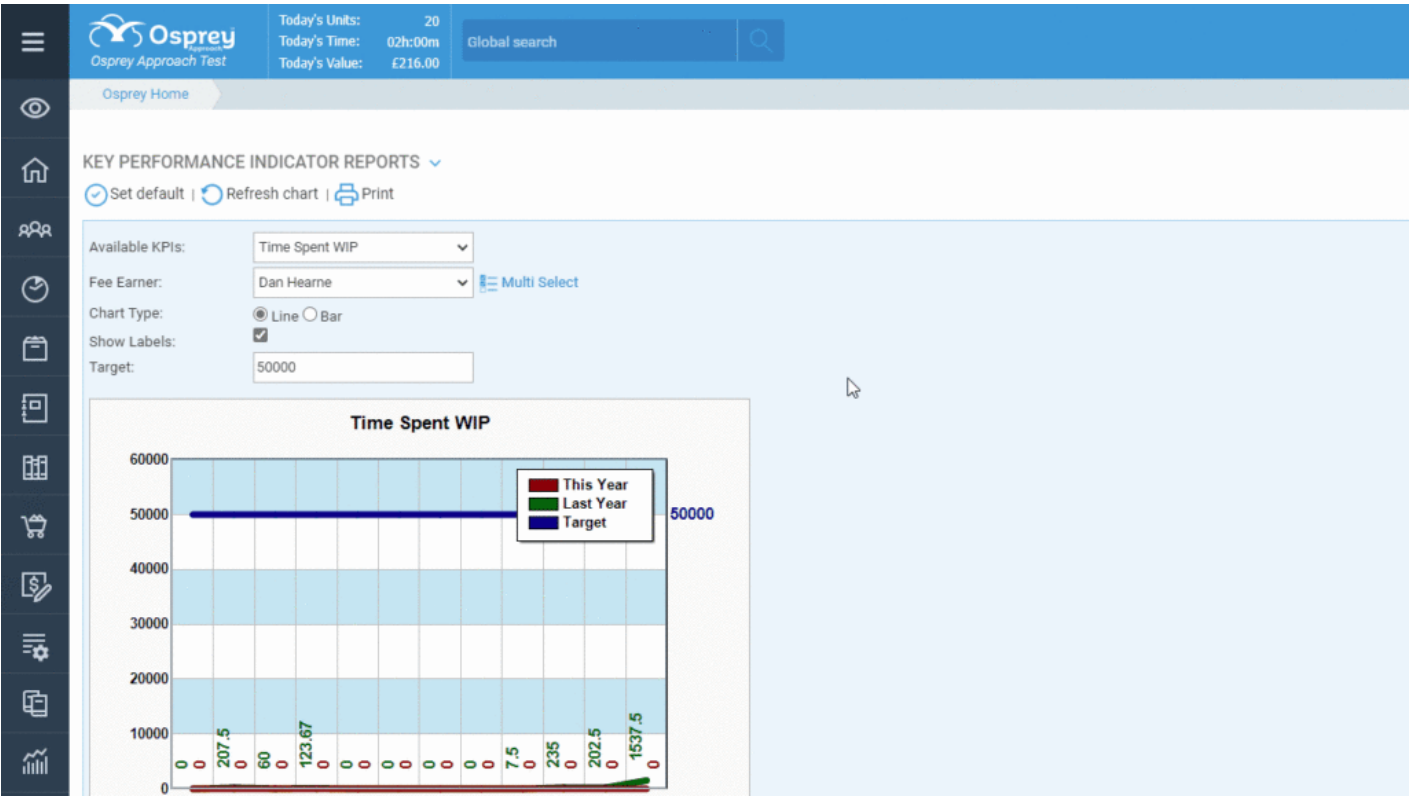 Osprey
Approach
Osprey Approach Test
Today's Units: 20
Today's Time: 02h:00m
Today's Value: £216.00
Global search
Osprey Home
KEY PERFORMANCE INDICATOR REPORTS
Set default | Refresh chart | Print
Available KPIs: Time Spent WIP
Fee Earner: Dan Hearne Multi Select
Chart Type: Line Bar
Show Labels:
Target: 50000
Time Spent WIP
60000
This Year
Last Year
50000 Target 50000
40000
30000
20000
10000
0 0 207.5 0 60 0 123.67 0 0 0 0 0 0 0 0 0 7.5 0 235 0 202.5 0 1537.5 0
0